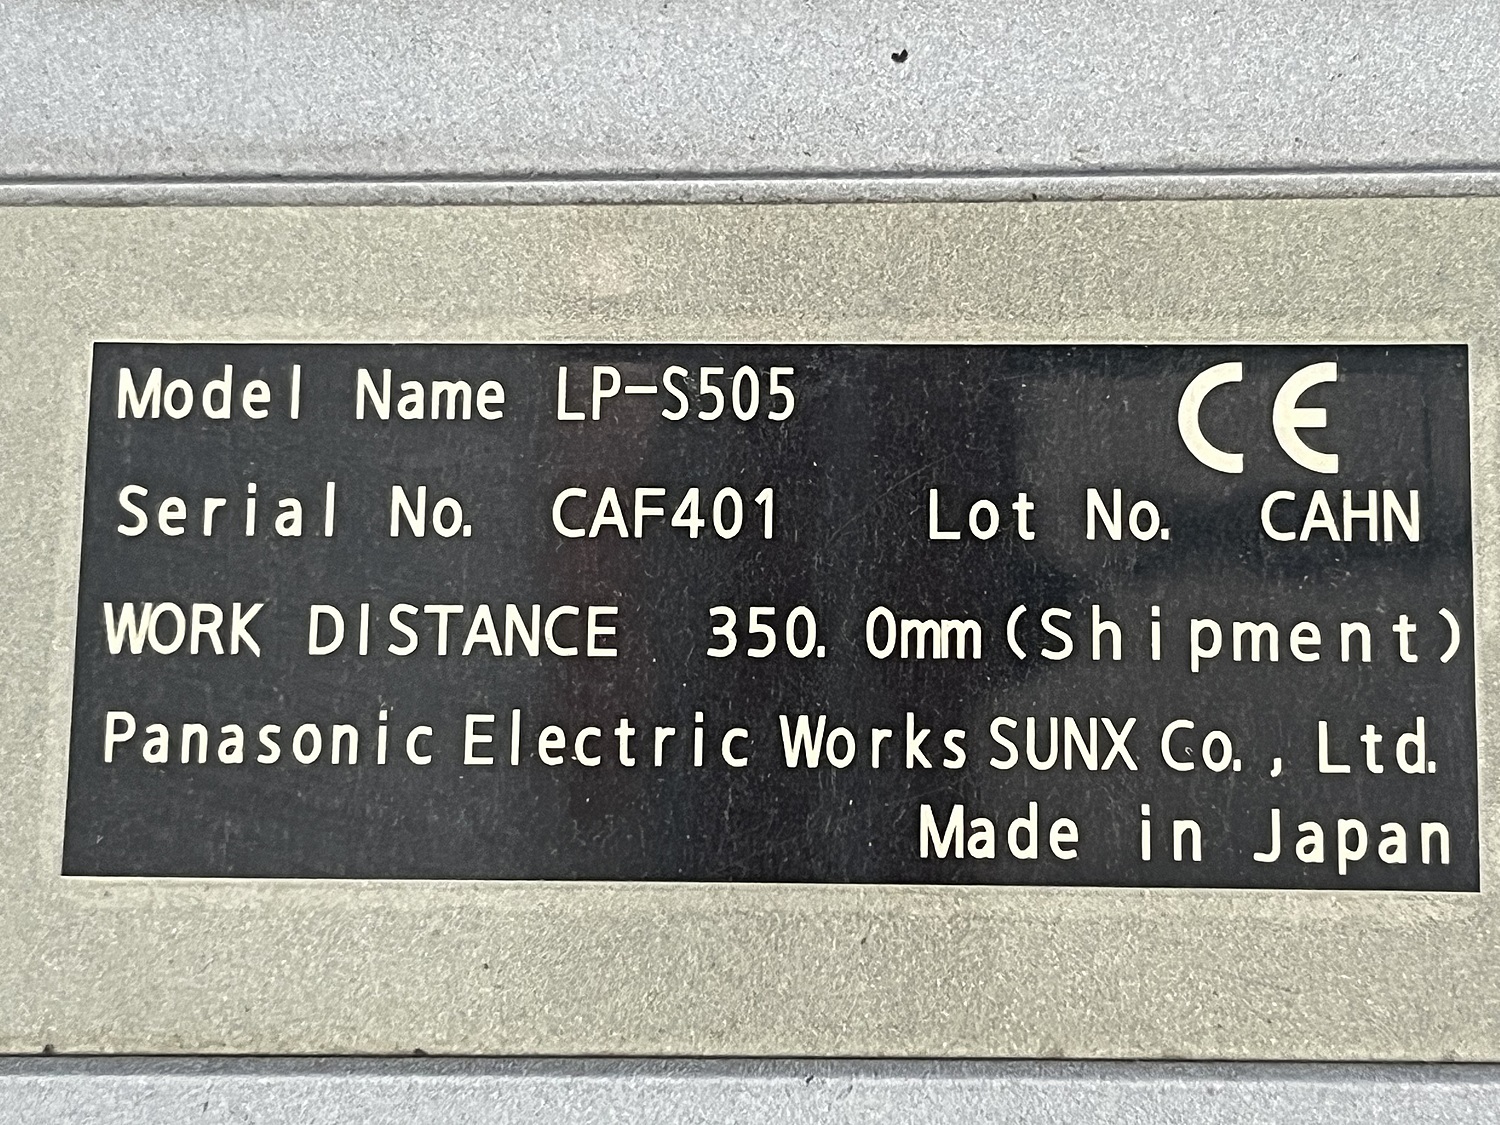 Model Name LP-S505 CE
Serial No. CAF401 Lot No. CAHN
WORK DISTANCE 350.0mm(Shipment)
Panasonic Electric Works SUNX Co., Ltd.
Made in Japan